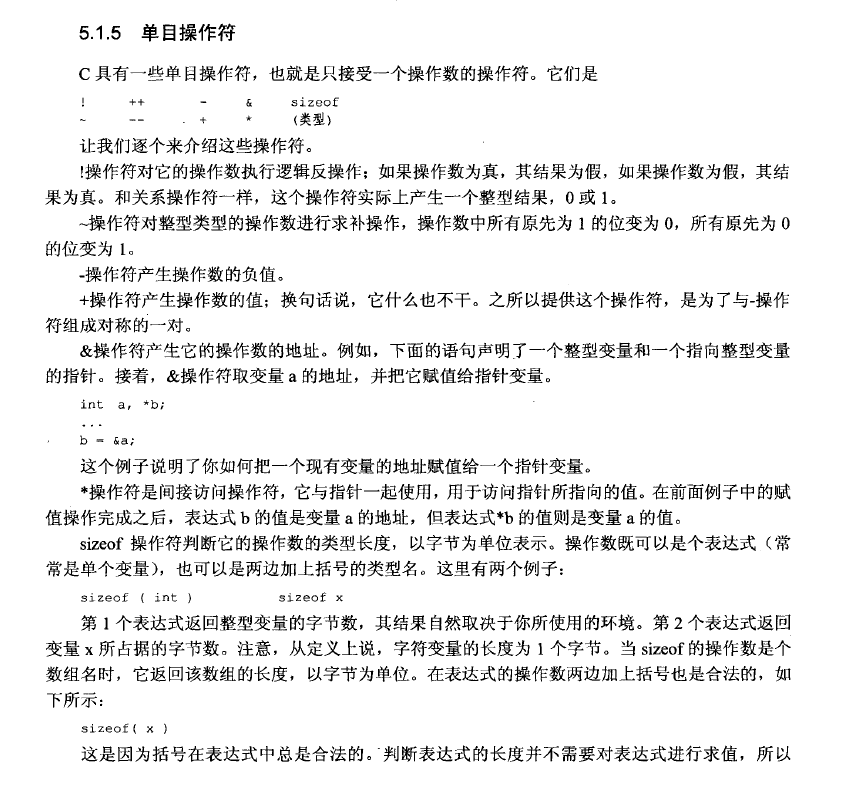 5.1.5 单目操作符
C 具有一些单目操作符，也就是只接受一个操作数的操作符。它们是
! ++ - & sizeof
~ -- + * (类型)
让我们逐个来介绍这些操作符。
!操作符对它的操作数执行逻辑反操作；如果操作数为真，其结果为假，如果操作数为假，其结
果为真。和关系操作符一样，这个操作符实际上产生一个整型结果，0 或 1。
~操作符对整型类型的操作数进行求补操作，操作数中所有原先为 1 的位变为 0，所有原先为 0
的位变为 1。
-操作符产生操作数的负值。
+操作符产生操作数的值；换句话说，它什么也不干。之所以提供这个操作符，是为了与-操作
符组成对称的一对。
&操作符产生它的操作数的地址。例如，下面的语句声明了一个整型变量和一个指向整型变量
的指针。接着，&操作符取变量 a 的地址，并把它赋值给指针变量。
int a, *b;
...
b = &a;
这个例子说明了你如何把一个现有变量的地址赋值给一个指针变量。
*操作符是间接访问操作符，它与指针一起使用，用于访问指针所指向的值。在前面例子中的赋
值操作完成之后，表达式 b 的值是变量 a 的地址，但表达式*b 的值则是变量 a 的值。
sizeof 操作符判断它的操作数的类型长度，以字节为单位表示。操作数既可以是个表达式（常
常是单个变量），也可以是两边加上括号的类型名。这里有两个例子：
sizeof ( int ) sizeof x
第 1 个表达式返回整型变量的字节数，其结果自然取决于你所使用的环境。第 2 个表达式返回
变量 x 所占据的字节数。注意，从定义上说，字符变量的长度为 1 个字节。当 sizeof 的操作数是个
数组名时，它返回该数组的长度，以字节为单位。在表达式的操作数两边加上括号也是合法的，如
下所示：
sizeof( x )
这是因为括号在表达式中总是合法的。判断表达式的长度并不需要对表达式进行求值，所以